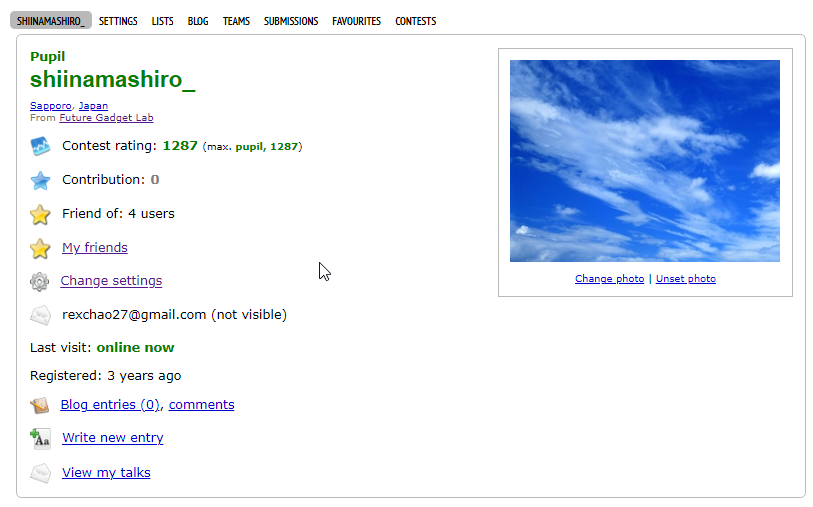 SHIINAMASHIRO_ SETTINGS LISTS BLOG TEAMS SUBMISSIONS FAVOURITES CONTESTS
Pupil
shiinamashiro_
Sapporo, Japan
From Future Gadget Lab
Contest rating: 1287 (max. pupil, 1287)
Contribution: 0
Friend of: 4 users
My friends
Change settings
rexchao27@gmail.com (not visible)
Last visit: online now
Registered: 3 years ago
Blog entries (0), comments
Aa Write new entry
View my talks
Change photo | Unset photo